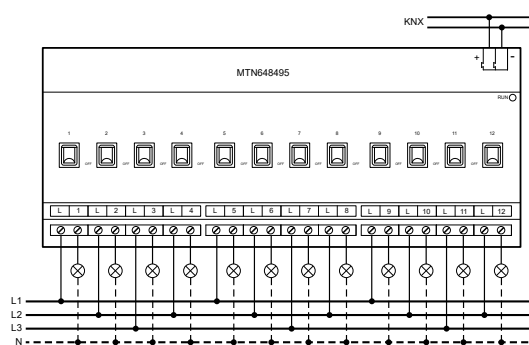 KNX
+ -
MTN648495
RUN
1 2 3 4 5 6 7 8 9 10 11 12
OFF OFF OFF OFF OFF OFF OFF OFF OFF OFF OFF OFF
L 1 L 2 L 3 L 4 L 5 L 6 L 7 L 8 L 9 L 10 L 11 L 12
L1
L2
L3
N